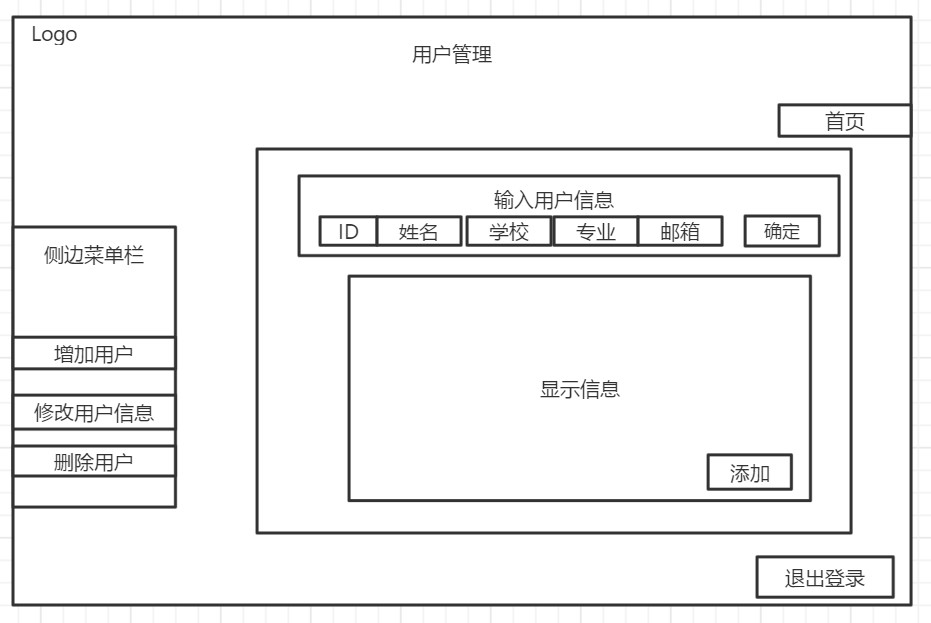 Logo
用户管理
首页
输入用户信息
ID 姓名 学校 专业 邮箱 确定
侧边菜单栏
增加用户
修改用户信息
删除用户
显示信息
添加
退出登录